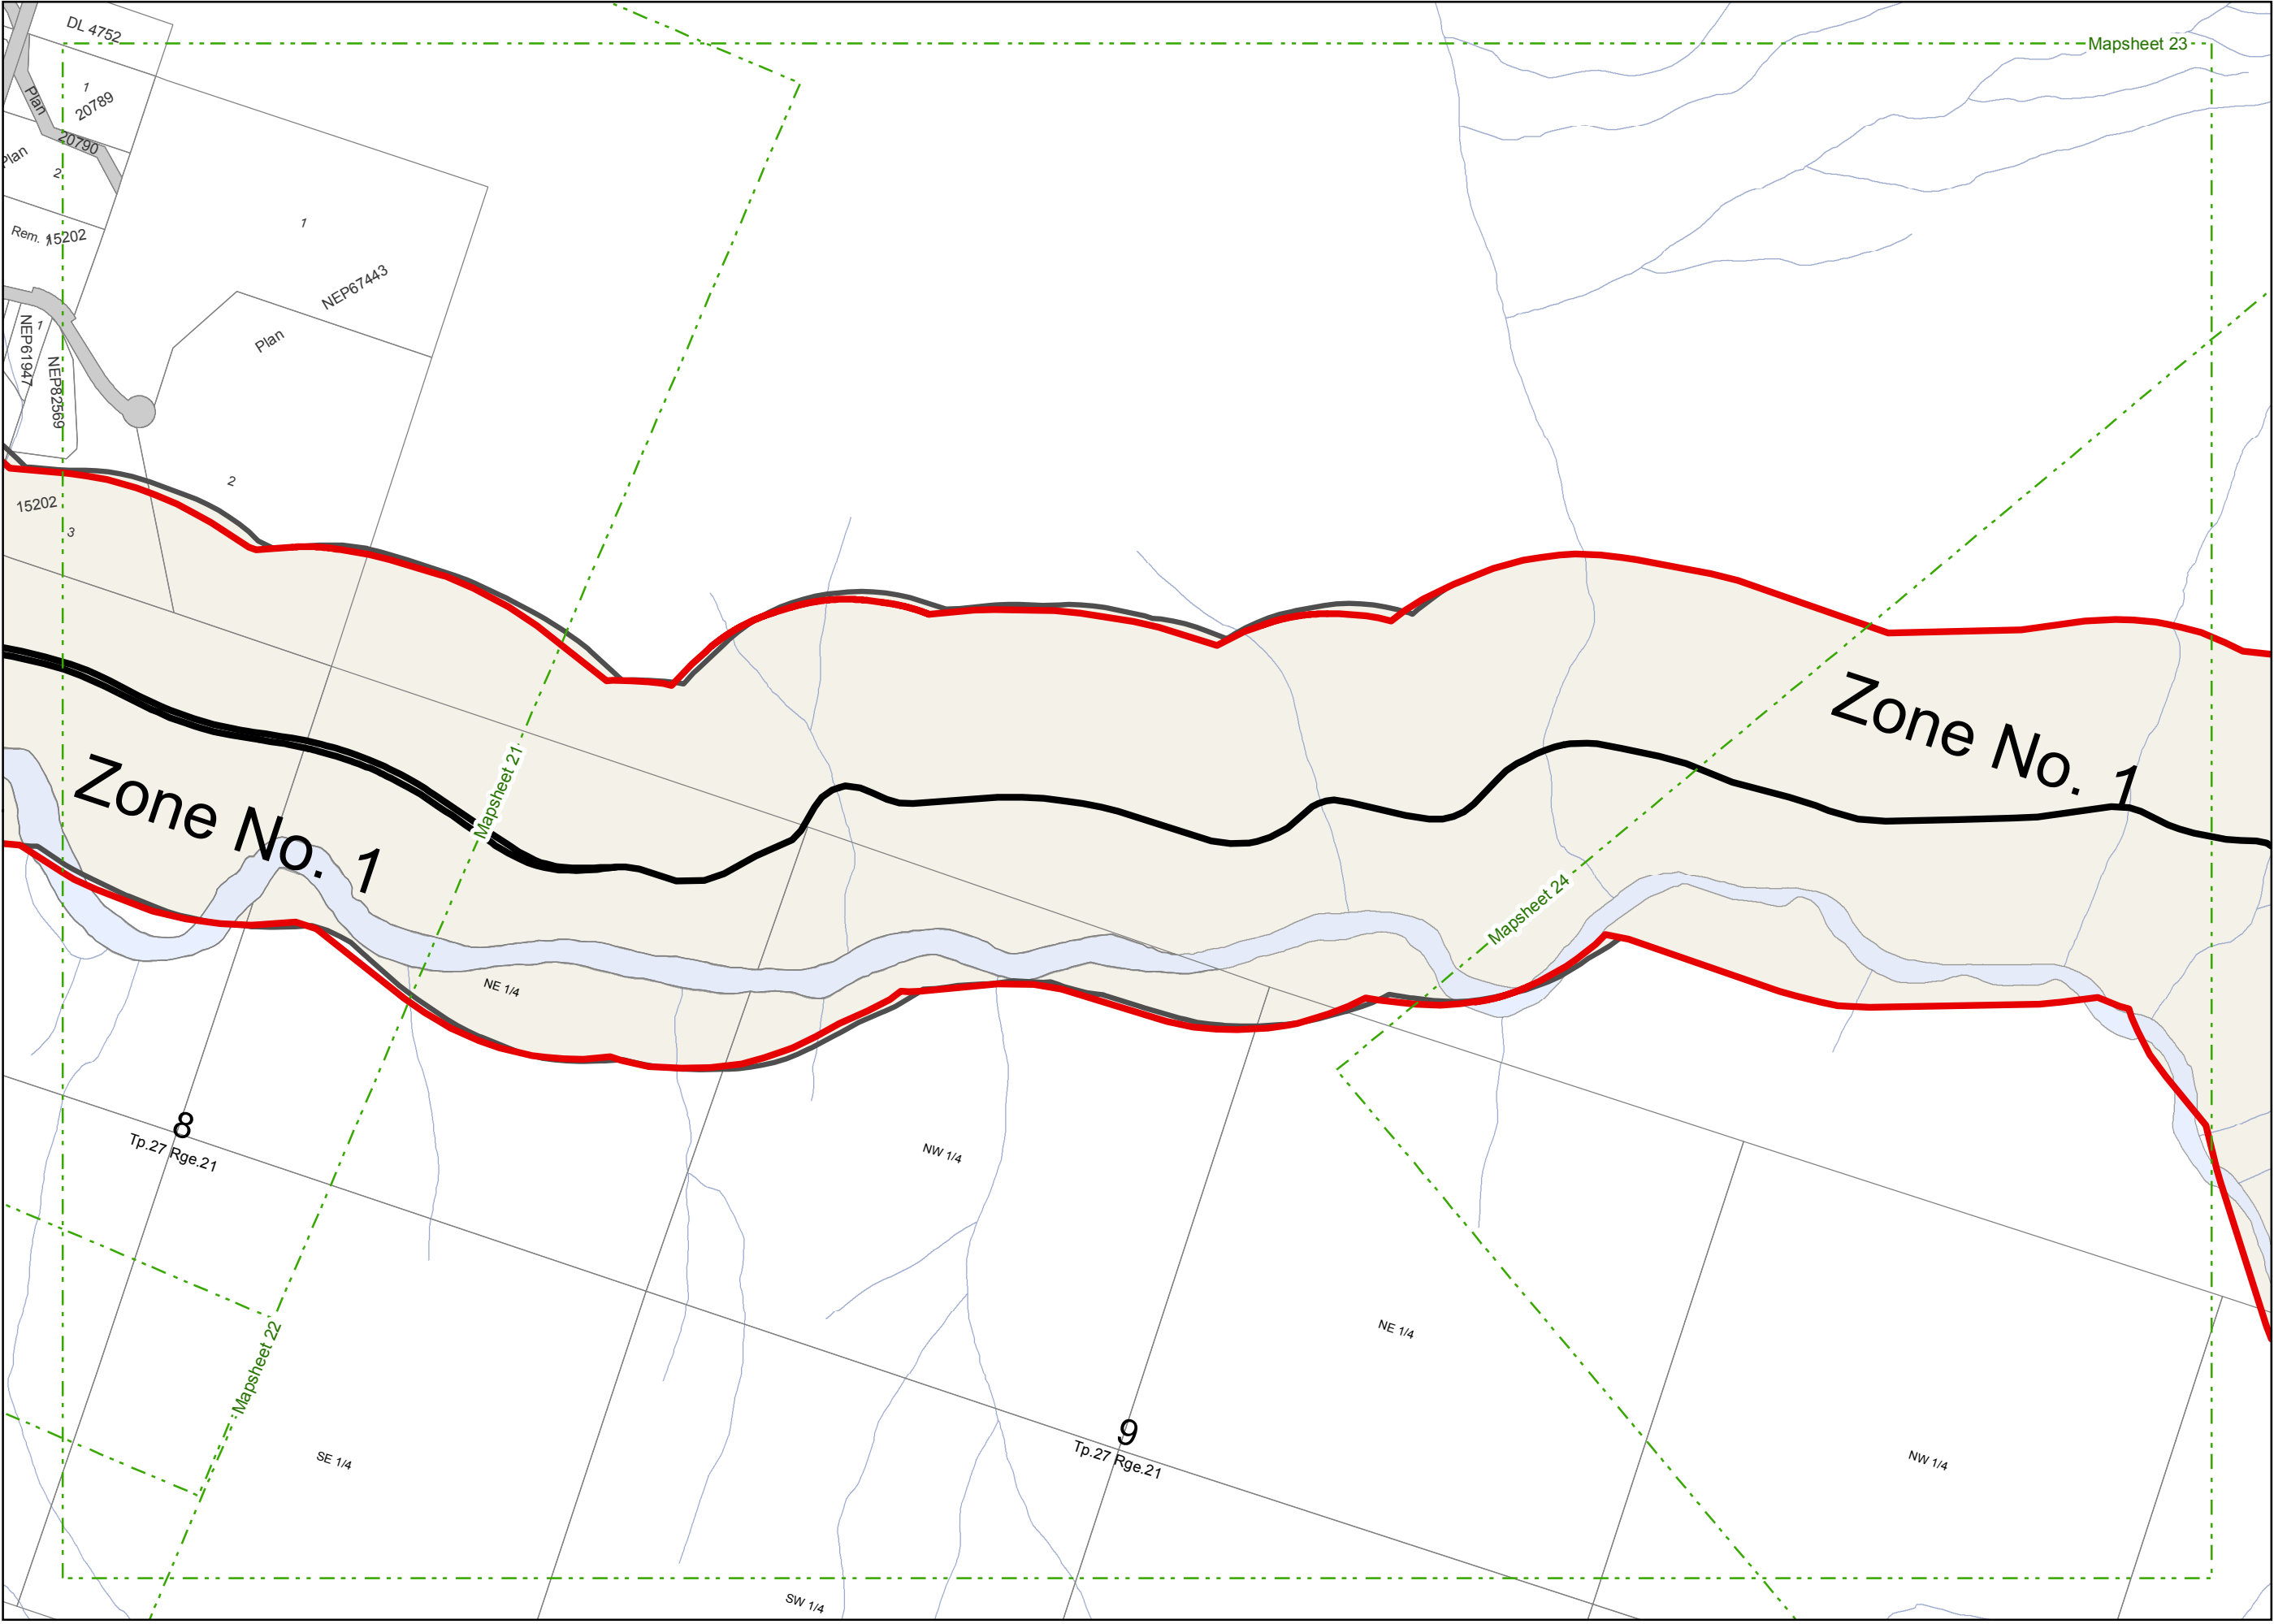 DL 4752
Mapsheet 23
1
20789
Plan
20790
Plan
2
Rem. 1
15202
1
NEP67443
Plan
1
NEP61947
NEP82569
2
15202
3
Zone No. 1
Zone No. 1
Mapsheet 21
Mapsheet 24
NE 1/4
8
Tp.27 Rge.21
NW 1/4
NE 1/4
Mapsheet 22
9
Tp.27 Rge.21
SE 1/4
NW 1/4
SW 1/4